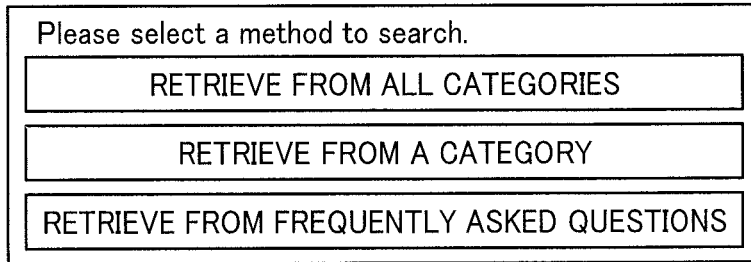 Please select a method to search.
RETRIEVE FROM ALL CATEGORIES
RETRIEVE FROM A CATEGORY
RETRIEVE FROM FREQUENTLY ASKED QUESTIONS